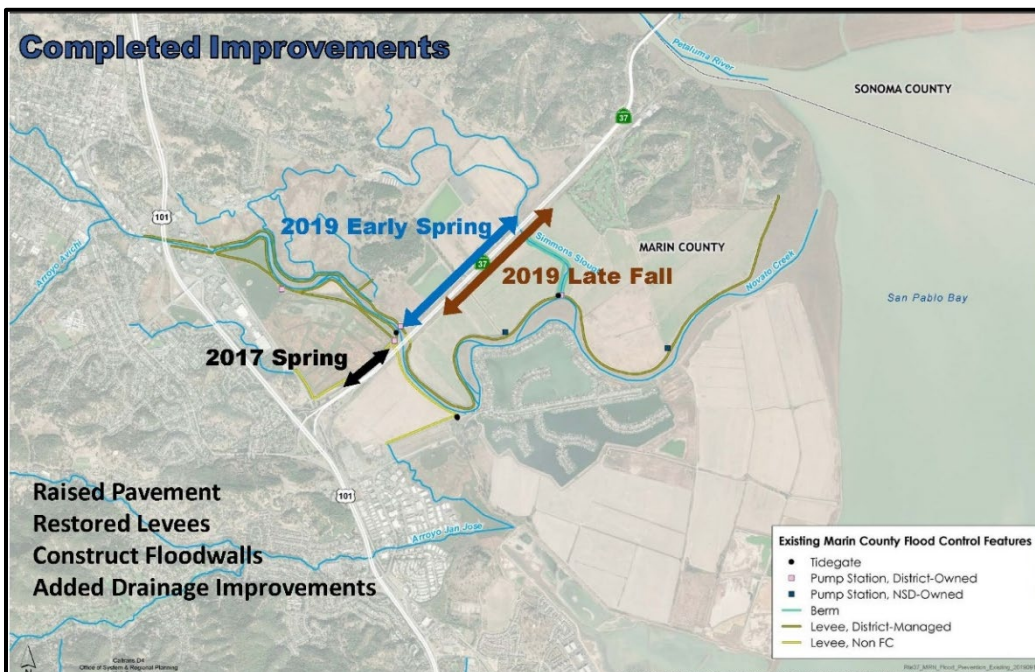 Completed Improvements
Petaluma River
SONOMA COUNTY
37
101
2019 Early Spring
Simmons Slough
MARIN COUNTY
Arroyo Avichi
37
2019 Late Fall
Novato Creek
San Pablo Bay
2017 Spring
101
Raised Pavement
Restored Levees
Construct Floodwalls
Added Drainage Improvements
Arroyo San Jose
Existing Marin County Flood Control Features
Tidegate
Pump Station, District-Owned
Pump Station, NSD-Owned
Berm
Levee, District-Managed
Levee, Non FC
N
Caltrans D4
Office of System & Regional Planning